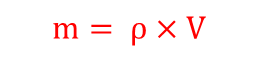 m = ρ × V